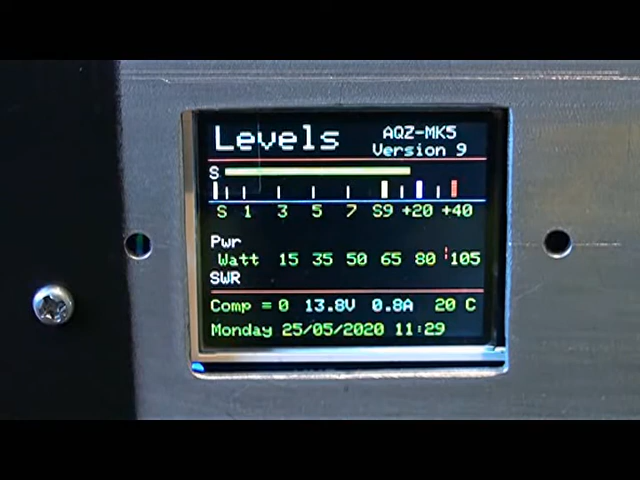 Levels AQZ-MK5
Version 9
S
S 1 3 5 7 S9 +20 +40
Pwr
Watt 15 35 50 65 80 105
SWR
Comp = 0 13.8V 0.8A 20 C
Monday 25/05/2020 11:29